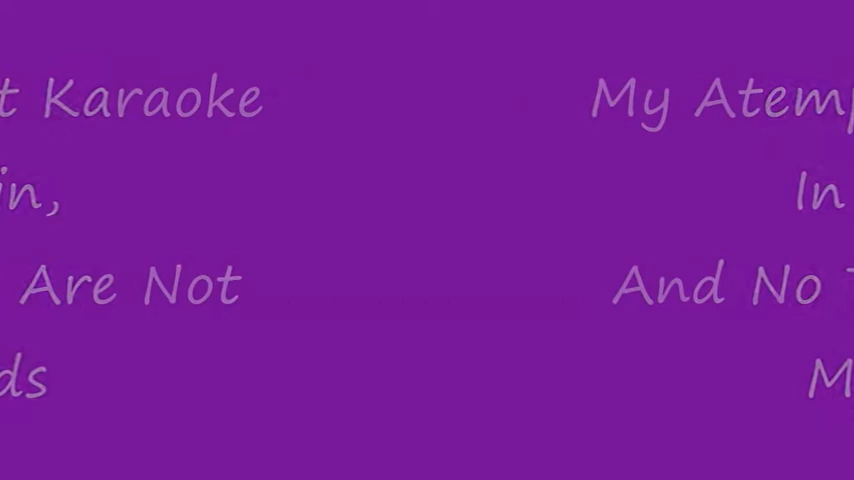 t Karaoke My Atemp
in, In
Are Not And No
ds M